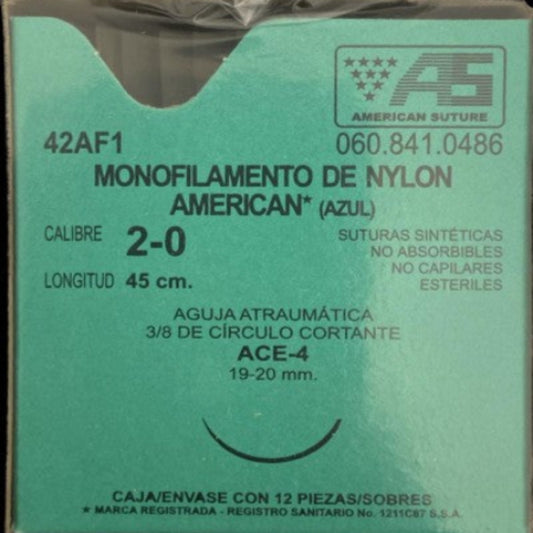 AS
AMERICAN SUTURE
42AF1 060.841.0486
MONOFILAMENTO DE NYLON
AMERICAN* (AZUL)
CALIBRE 2-0
LONGITUD 45 cm.
SUTURAS SINTÉTICAS
NO ABSORBIBLES
NO CAPILARES
ESTERILES
AGUJA ATRAUMÁTICA
3/8 DE CÍRCULO CORTANTE
ACE-4
19-20 mm.
CAJA/ENVASE CON 12 PIEZAS/SOBRES
* MARCA REGISTRADA - REGISTRO SANITARIO No. 1211C87 S.S.A.